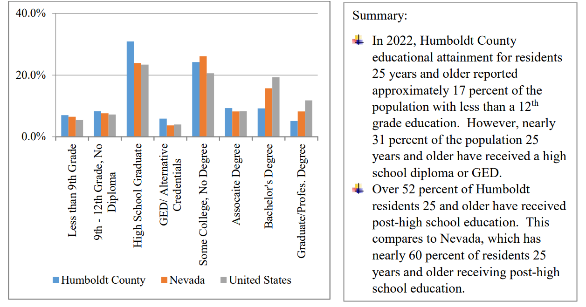 40.0%
20.0%
0.0%
Less than 9th Grade
9th - 12th Grade, No
Diploma
High School Graduate
GED/ Alternative
Credentials
Some College, No Degree
Assocaite Degree
Bachelor's Degree
Graduate/Profes. Degree
Humboldt County Nevada United States
Summary:
In 2022, Humboldt County
educational attainment for residents
25 years and older reported
approximately 17 percent of the
population with less than a 12th
grade education. However, nearly
31 percent of the population 25
years and older have received a high
school diploma or GED.
Over 52 percent of Humboldt
residents 25 and older have received
post-high school education. This
compares to Nevada, which has
nearly 60 percent of residents 25
years and older receiving post-high
school education.